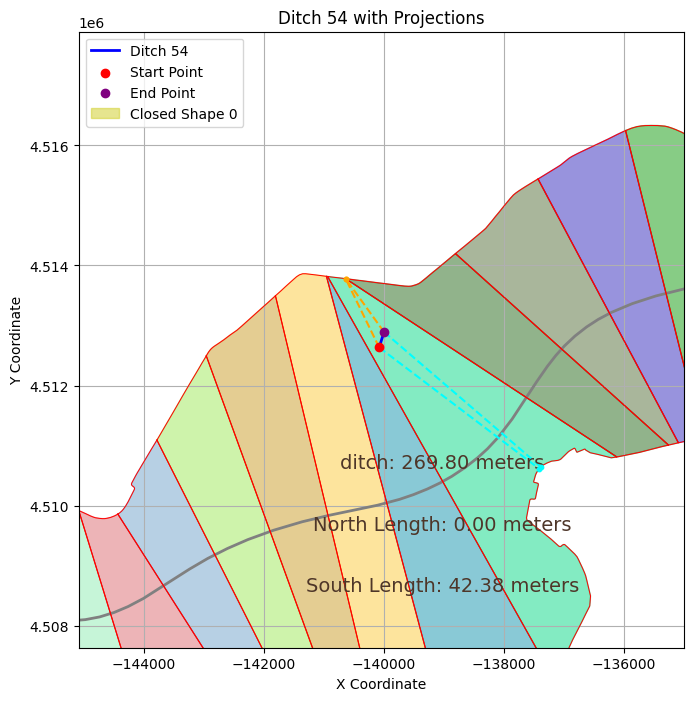 Ditch 54 with Projections
1e6
Ditch 54
Start Point
End Point
Closed Shape 0
4.516
4.514
4.512
4.510
4.508
Y Coordinate
ditch: 269.80 meters
North Length: 0.00 meters
South Length: 42.38 meters
−144000 −142000 −140000 −138000 −136000
X Coordinate